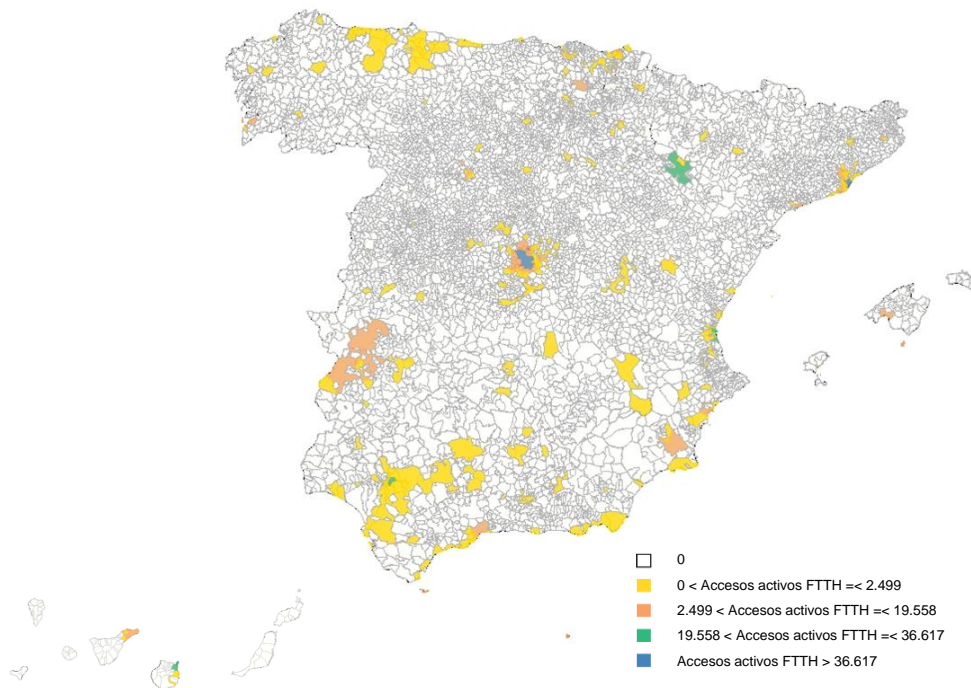 0
0 < Accesos activos FTTH =< 2.499
2.499 < Accesos activos FTTH =< 19.558
19.558 < Accesos activos FTTH =< 36.617
Accesos activos FTTH > 36.617